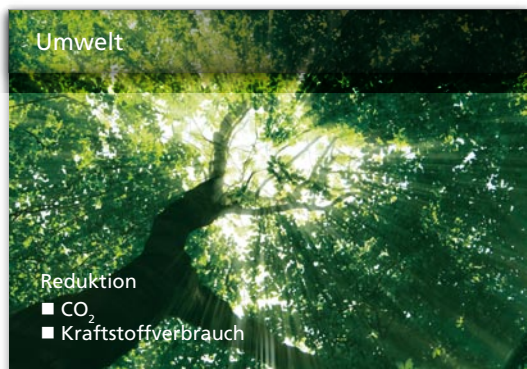 Umwelt
Reduktion
■ CO₂
■ Kraftstoffverbrauch